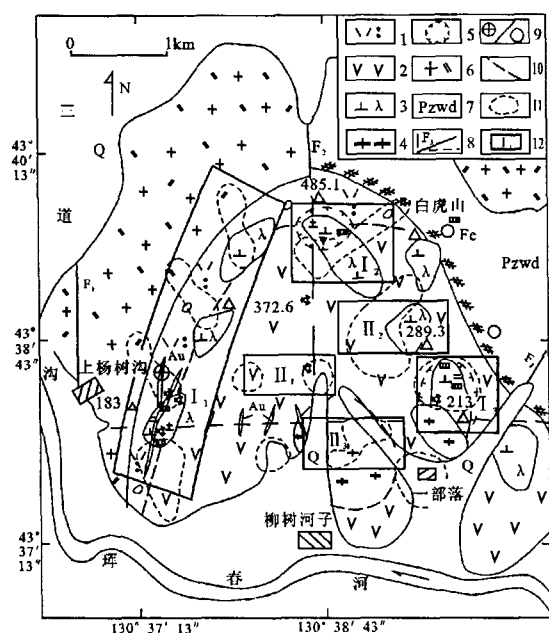 0 1km
N
1
2
3
4
Pzwd
F₃
5
6
7
8
9
10
11
12
三
道
沟
Q
F₂
485.1
白虎山
Fe
Pzwd
43°
40′
13″
λ
I₂
372.6
II₂
289.3
F₁
43°
38′
43″
上杨树沟
183
Au
I₁
II₁
Au
213
I
II
Q
Q
一部落
柳树河子
43°
37′
13″
珲
春
河
130°37′13″
130°38′43″